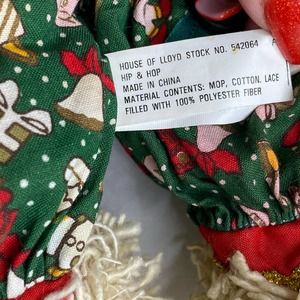 HOUSE OF LLOYD STOCK NO. 542064
HIP & HOP
MADE IN CHINA
MATERIAL CONTENTS: MOP, COTTON, LACE
FILLED WITH 100% POLYESTER FIBER